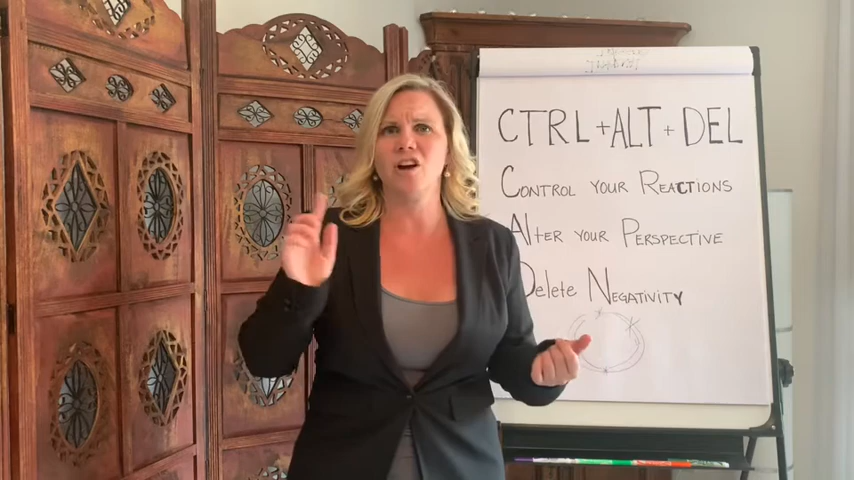 CTRL+ALT+DEL
CONTROL YOUR REACTIONS
ALTER YOUR PERSPECTIVE
DELETE NEGATIVITY